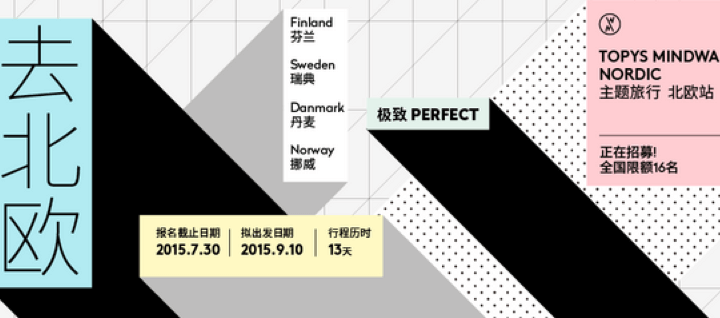 去北欧
Finland
芬兰
Sweden
瑞典
Danmark
丹麦
Norway
挪威
极致 PERFECT
报名截止日期
2015.7.30
拟出发日期
2015.9.10
行程历时
13天
TOPYS MINDWA
NORDIC
主题旅行 北欧站
正在招募!
全国限额16名